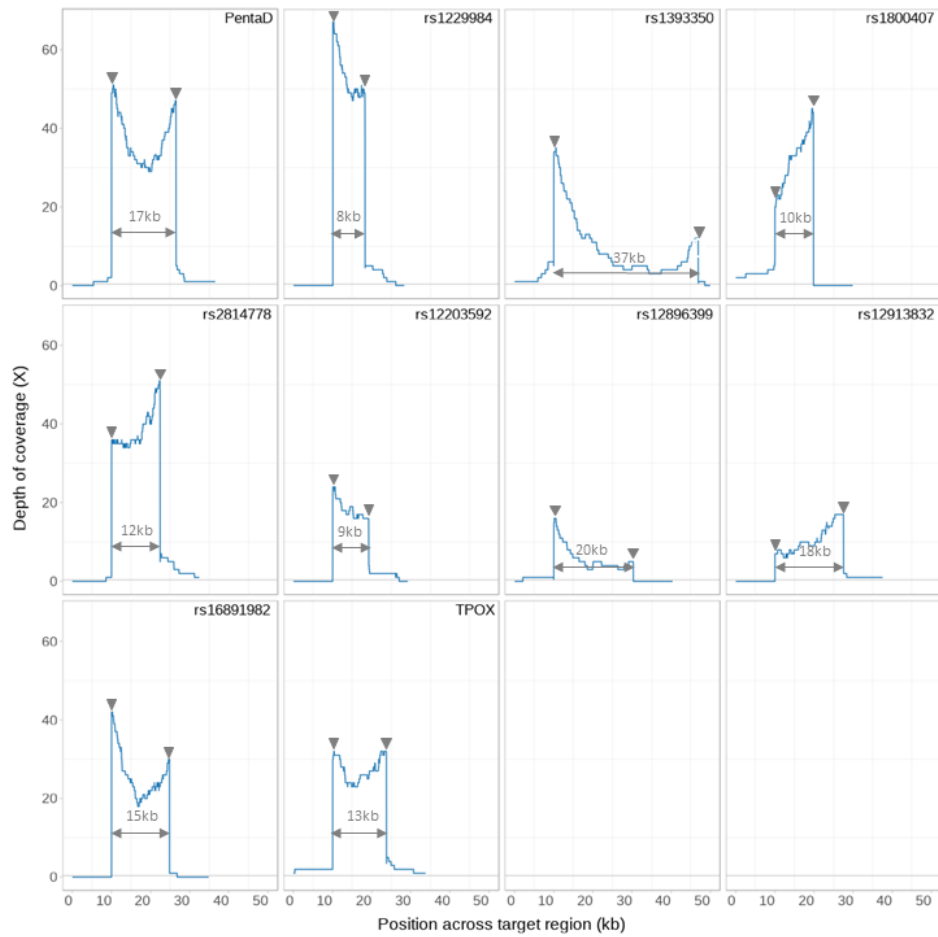 PentaD rs1229984 rs1393350 rs1800407
60
40
20
0
17kb 8kb 37kb 10kb
rs2814778 rs12203592 rs12896399 rs12913832
60
40
20
0
12kb 9kb 20kb 18kb
rs16891982 TPOX
60
40
20
0
15kb 13kb
Depth of coverage (X)
0 10 20 30 40 50 0 10 20 30 40 50 0 10 20 30 40 50 0 10 20 30 40 50
Position across target region (kb)